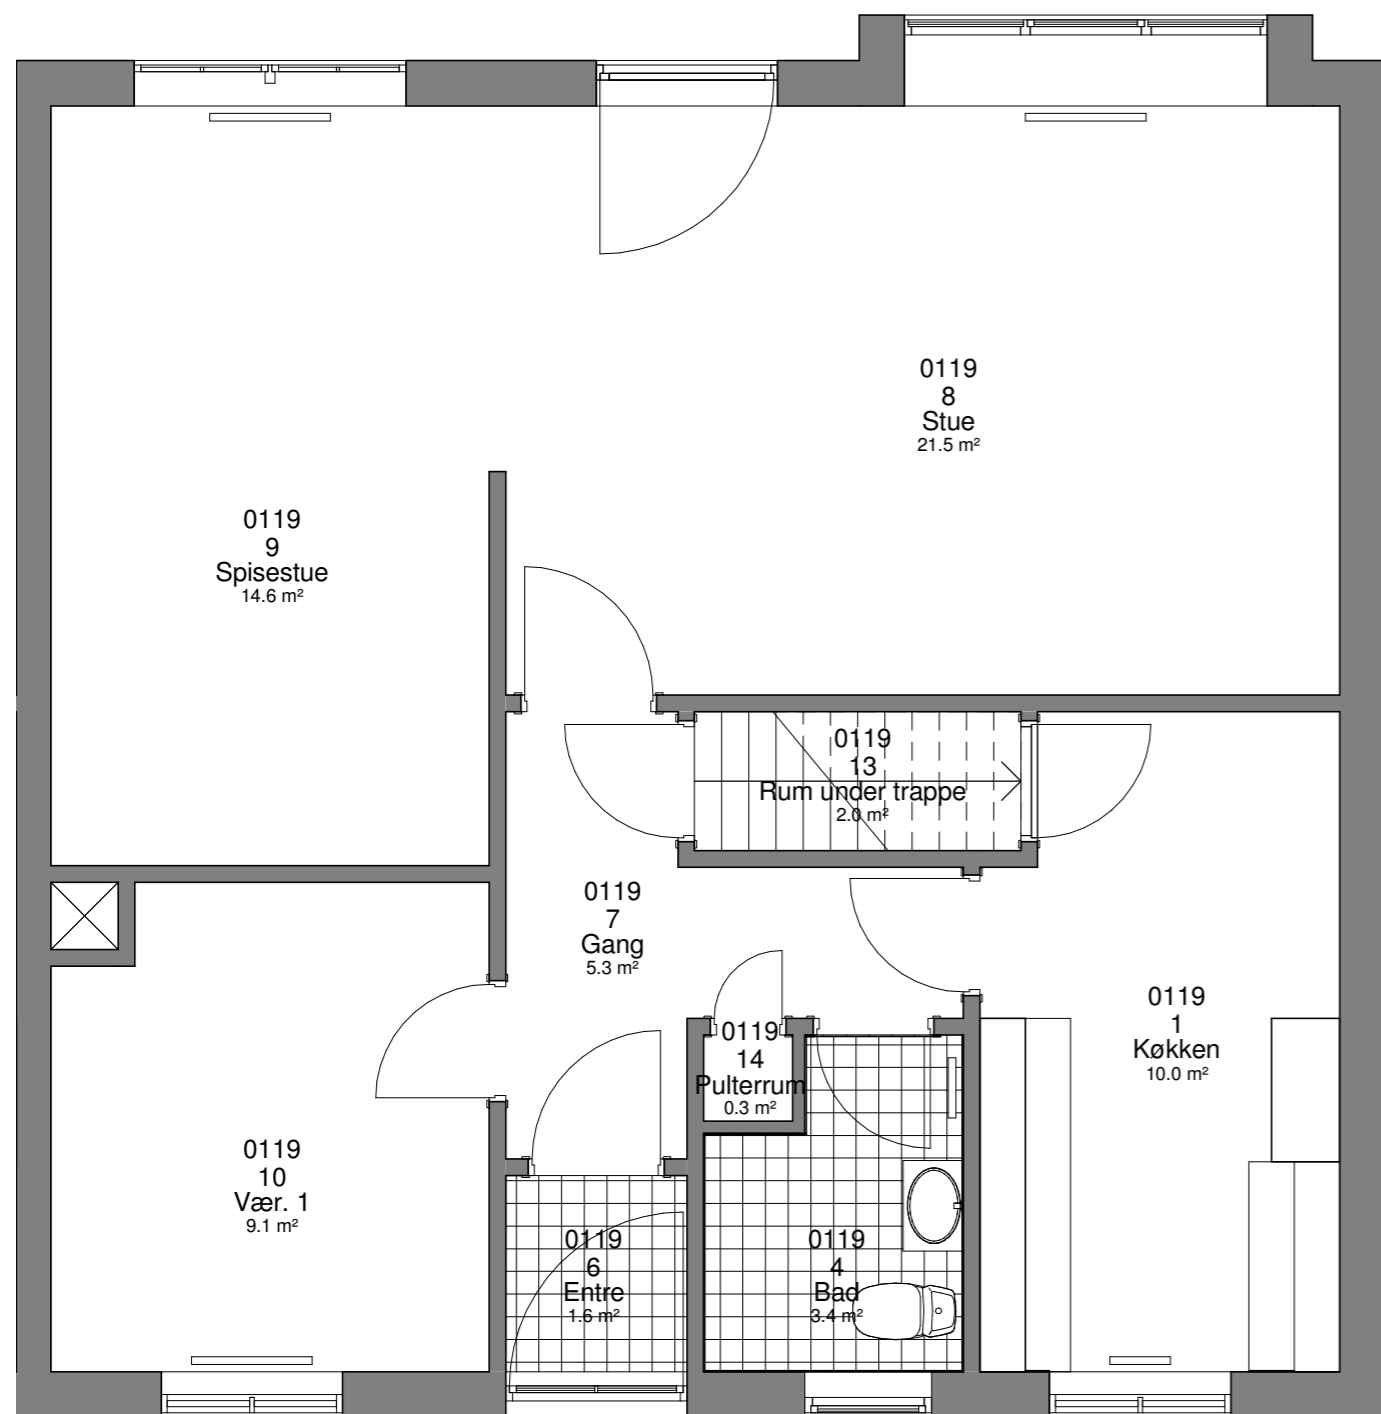 0119
8
Stue
21.5 m²
0119
9
Spisestue
14.6 m²
0119
13
Rum under trappe
2.0 m²
0119
7
Gang
5.3 m²
0119
1
Køkken
10.0 m²
0119
14
Pulterrum
0.3 m²
0119
10
Vær. 1
9.1 m²
0119
6
Entre
1.6 m²
0119
4
Bad
3.4 m²